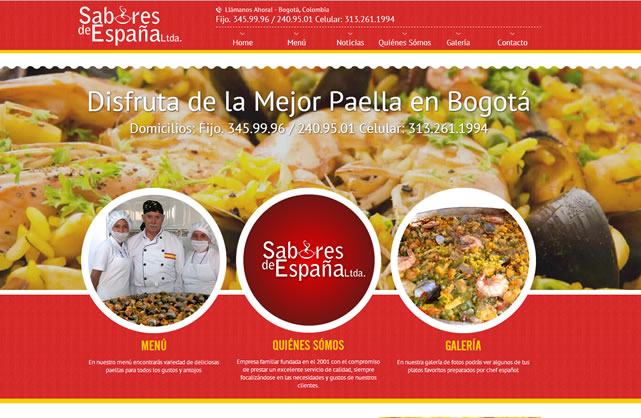 Sabores
de España Ltda.
Llámanos Ahora! - Bogotá, Colombia
Fijo. 345.99.96 / 240.95.01 Celular: 313.261.1994
Home Menú Noticias Quiénes Sómos Galería Contacto
Disfruta de la Mejor Paella en Bogotá
Domicilios: Fijo. 345.99.96 / 240.95.01 Celular: 313.261.1994
Sabores
de España Ltda.
MENÚ
En nuestro menú encontrarás variedad de deliciosas
paellas para todos los gustos y antojos
QUIÉNES SÓMOS
Empresa familiar fundada en el 2001 con el compromiso
de prestar un excelente servicio de calidad, siempre
focalizándose en las necesidades y gustos de nuestros
clientes.
GALERÍA
En nuestra galería de fotos podrás ver algunos de tus
platos favoritos preparados por chef español